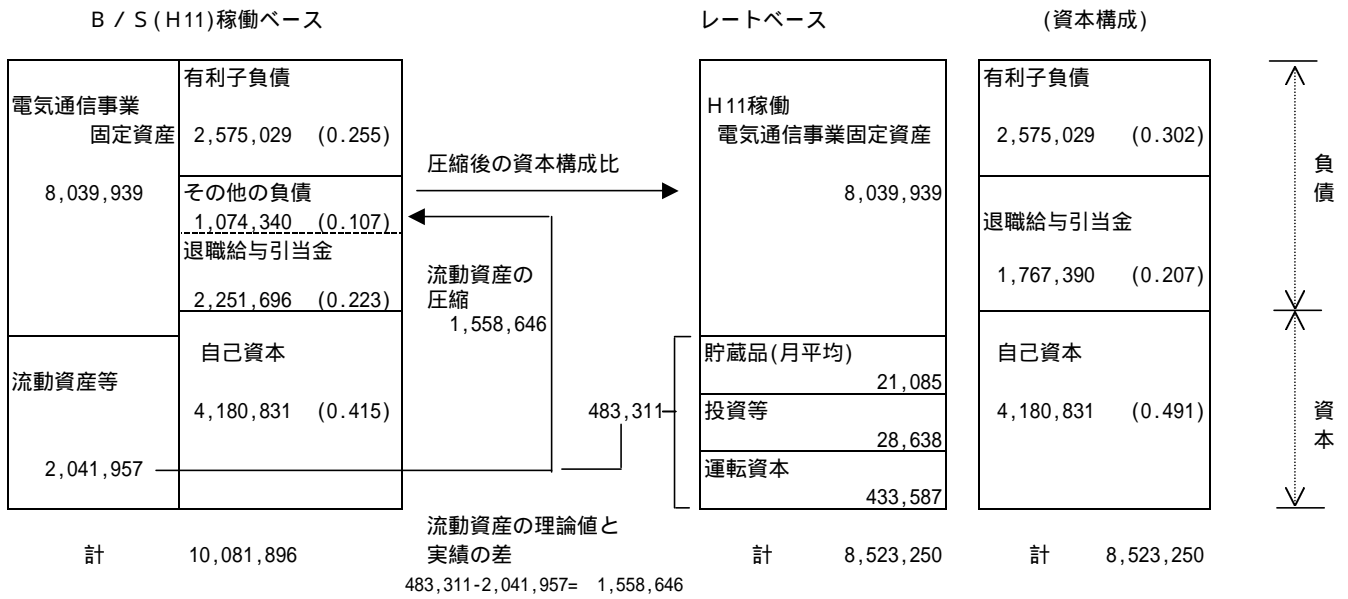 B / S(H11)稼働ベース
電気通信事業
固定資産
8,039,939
流動資産等
2,041,957
有利子負債
2,575,029 (0.255)
その他の負債
1,074,340 (0.107)
退職給与引当金
2,251,696 (0.223)
自己資本
4,180,831 (0.415)
計 10,081,896
圧縮後の資本構成比
流動資産の
圧縮
1,558,646
483,311
流動資産の理論値と
実績の差
483,311-2,041,957= 1,558,646
レートベース
H11稼働
電気通信事業固定資産
8,039,939
貯蔵品(月平均)
21,085
投資等
28,638
運転資本
433,587
計 8,523,250
(資本構成)
有利子負債
2,575,029 (0.302)
退職給与引当金
1,767,390 (0.207)
自己資本
4,180,831 (0.491)
計 8,523,250
負
債
資
本